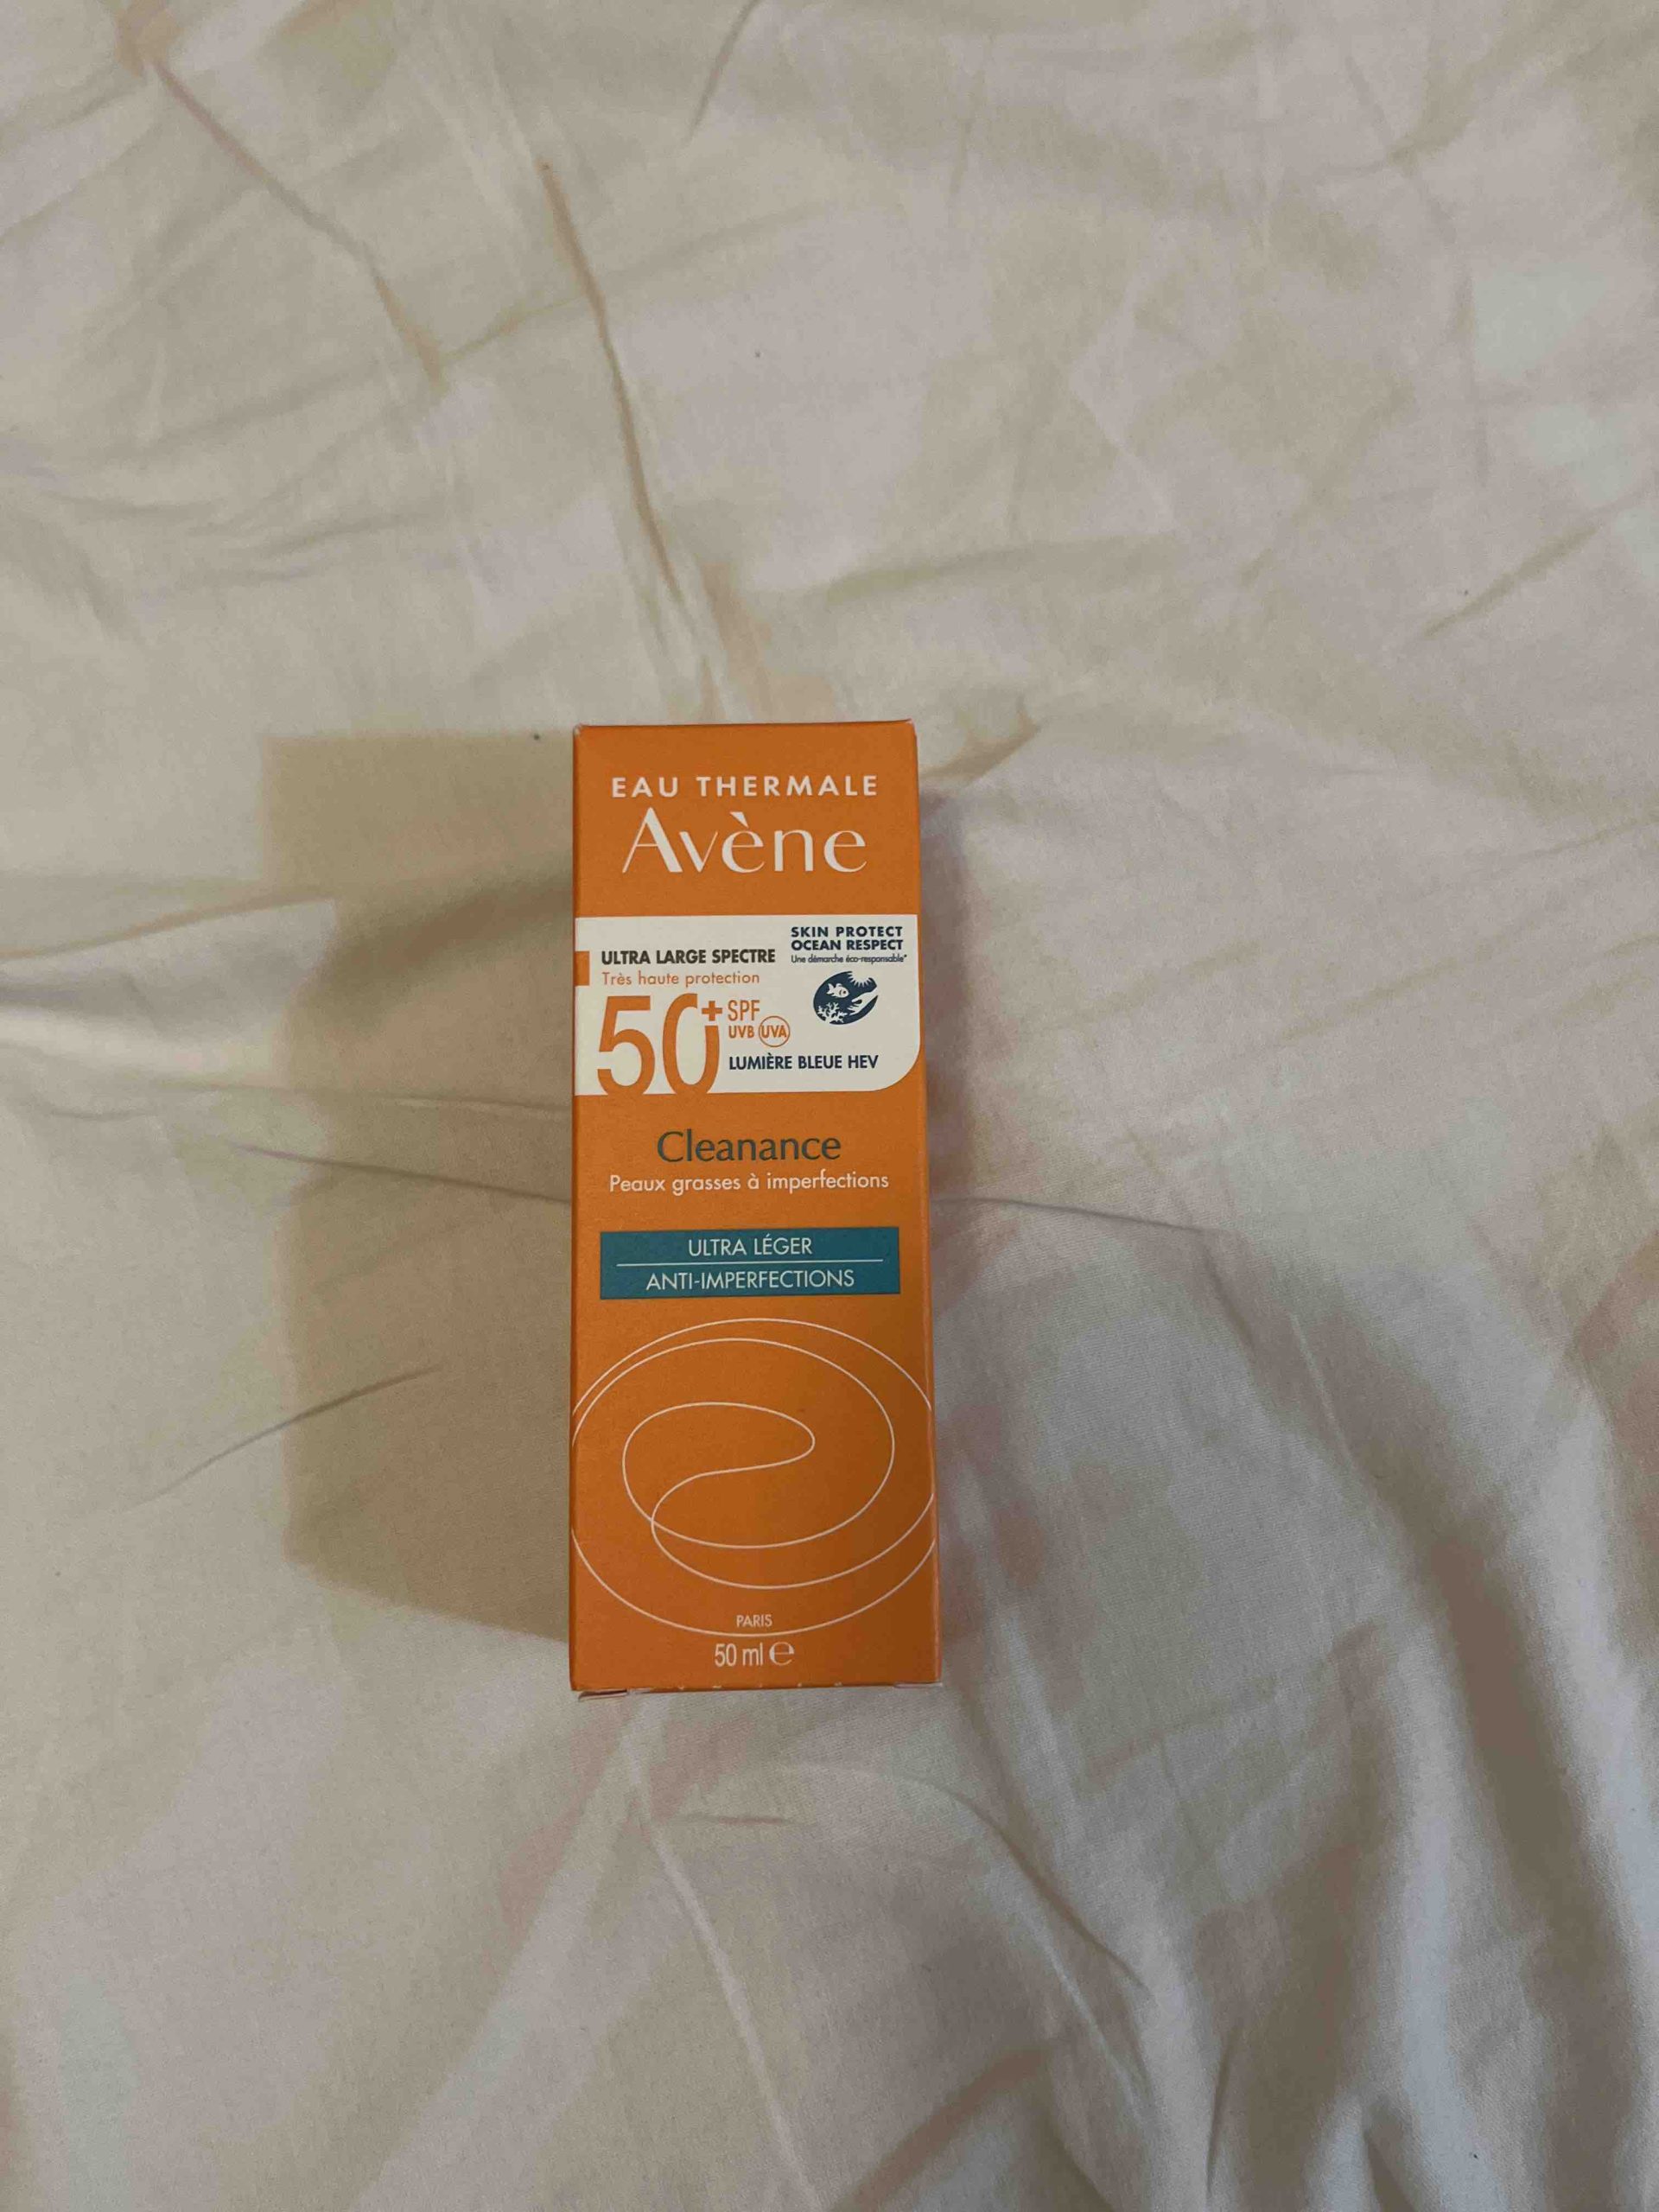 EAU THERMALE
Avène
SKIN PROTECT
OCEAN RESPECT
Une démarche éco-responsable*
ULTRA LARGE SPECTRE
Très haute protection
50+ SPF
UVB UVA
LUMIÈRE BLEUE HEV
Cleanance
Peaux grasses à imperfections
ULTRA LÉGER
ANTI-IMPERFECTIONS
PARIS
50 ml e